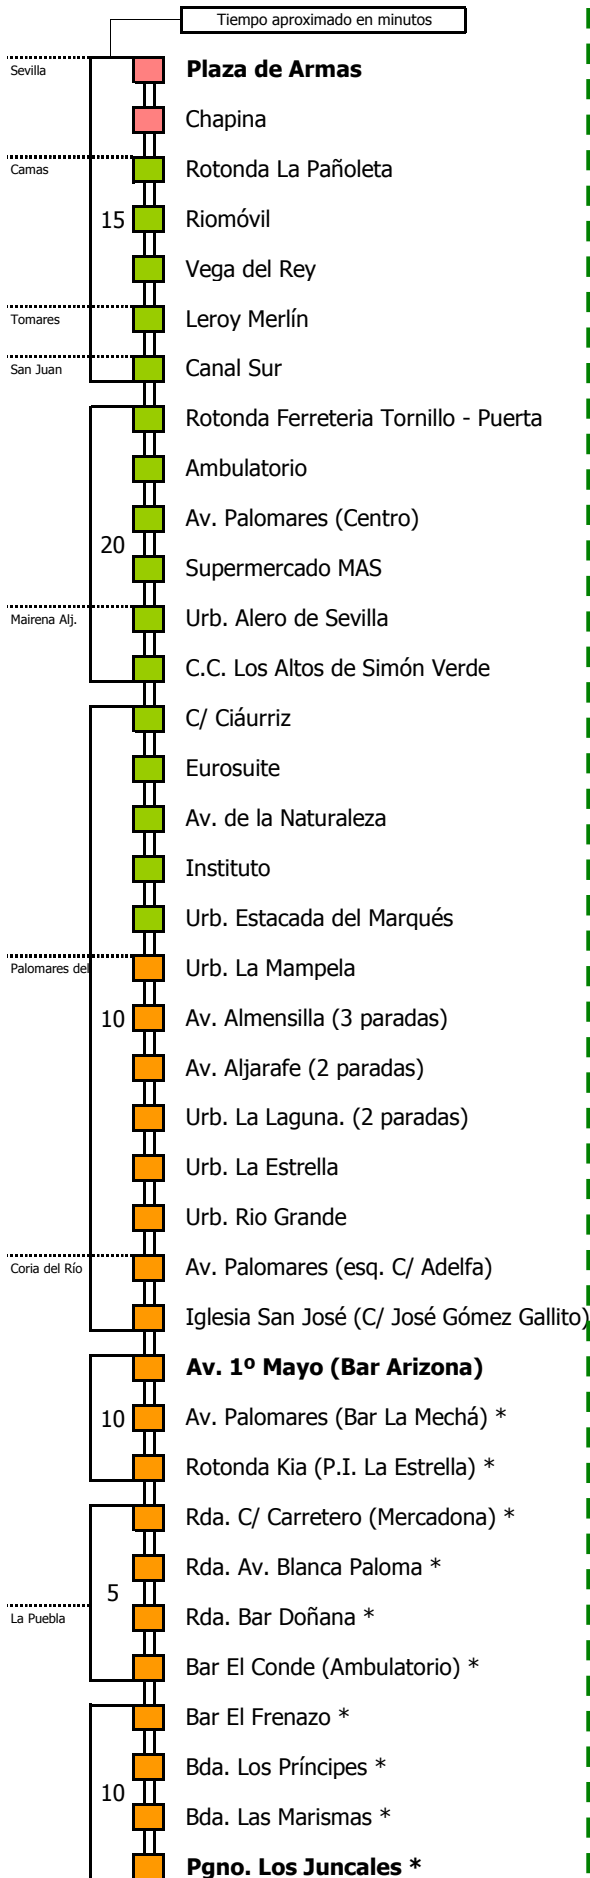 Tiempo aproximado en minutos
Sevilla
Plaza de Armas
Chapina
Camas
Rotonda La Pañoleta
15
Riomóvil
Vega del Rey
Tomares
Leroy Merlín
San Juan
Canal Sur
Rotonda Ferreteria Tornillo - Puerta
Ambulatorio
Av. Palomares (Centro)
20
Supermercado MAS
Mairena Alj.
Urb. Alero de Sevilla
C.C. Los Altos de Simón Verde
C/ Ciáurriz
Eurosuite
Av. de la Naturaleza
Instituto
Urb. Estacada del Marqués
Palomares del
Urb. La Mampela
10
Av. Almensilla (3 paradas)
Av. Aljarafe (2 paradas)
Urb. La Laguna. (2 paradas)
Urb. La Estrella
Urb. Rio Grande
Coria del Río
Av. Palomares (esq. C/ Adelfa)
Iglesia San José (C/ José Gómez Gallito)
Av. 1º Mayo (Bar Arizona)
10
Av. Palomares (Bar La Mechá) *
Rotonda Kia (P.I. La Estrella) *
Rda. C/ Carretero (Mercadona) *
Rda. Av. Blanca Paloma *
5
La Puebla
Rda. Bar Doñana *
Bar El Conde (Ambulatorio) *
Bar El Frenazo *
Bda. Los Príncipes *
10
Bda. Las Marismas *
Pgno. Los Juncales *